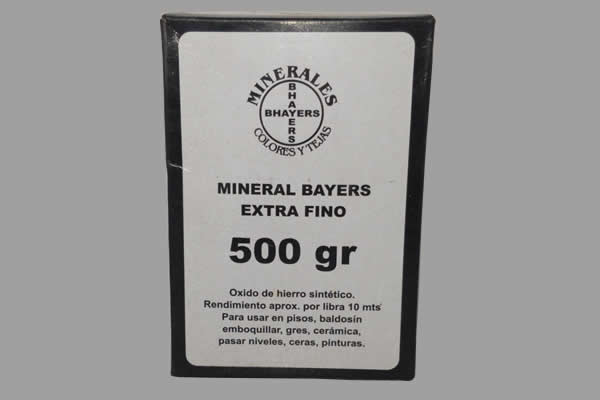 MINERALES
BHAYERS
BHAYERS
COLORES Y TEJAS
MINERAL BAYERS
EXTRA FINO
500 gr
Oxido de hierro sintético.
Rendimiento aprox. por libra 10 mts
Para usar en pisos, baldosín
emboquillar, gres, cerámica,
pasar niveles, ceras, pinturas.